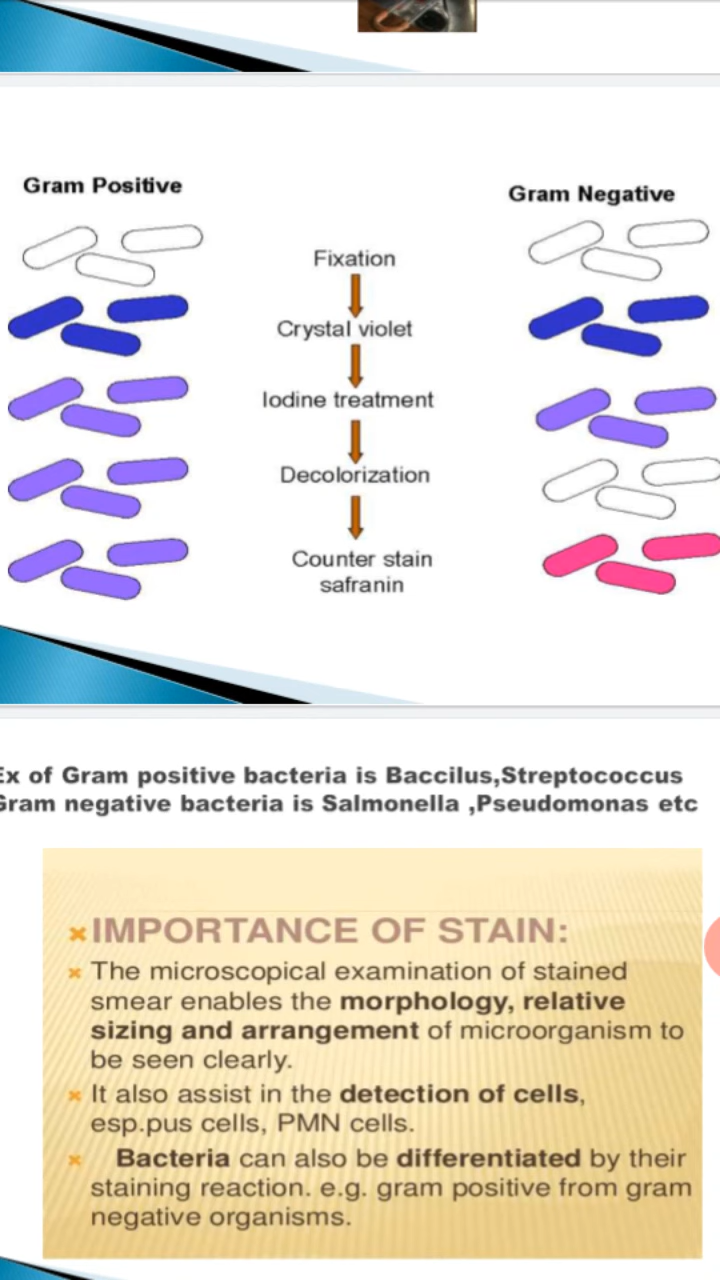 Gram Positive
Gram Negative
Fixation
Crystal violet
Iodine treatment
Decolorization
Counter stain
safranin
Ex of Gram positive bacteria is Baccilus,Streptococcus
Gram negative bacteria is Salmonella ,Pseudomonas etc
IMPORTANCE OF STAIN:
The microscopical examination of stained
smear enables the morphology, relative
sizing and arrangement of microorganism to
be seen clearly.
It also assist in the detection of cells,
esp.pus cells, PMN cells.
Bacteria can also be differentiated by their
staining reaction. e.g. gram positive from gram
negative organisms.